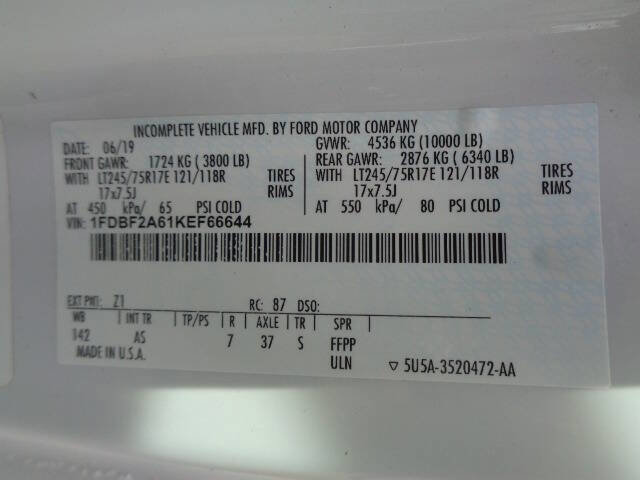 INCOMPLETE VEHICLE MFD. BY FORD MOTOR COMPANY
DATE: 06/19 GVWR: 4536 KG (10000 LB)
FRONT GAWR: 1724 KG ( 3800 LB) REAR GAWR: 2876 KG ( 6340 LB)
WITH LT245/75R17E 121/118R TIRES WITH LT245/75R17E 121/118R TIRES
17x7.5J RIMS 17x7.5J RIMS
AT 450 kPa/ 65 PSI COLD AT 550 kPa/ 80 PSI COLD
VIN: 1FDBF2A61KEF66644
EXT PNT: Z1 RC: 87 DSO:
WB INT TR TP/PS R AXLE TR SPR
142 AS 7 37 S FFPP
MADE IN U.S.A. ULN ▽ 5U5A-3520472-AA